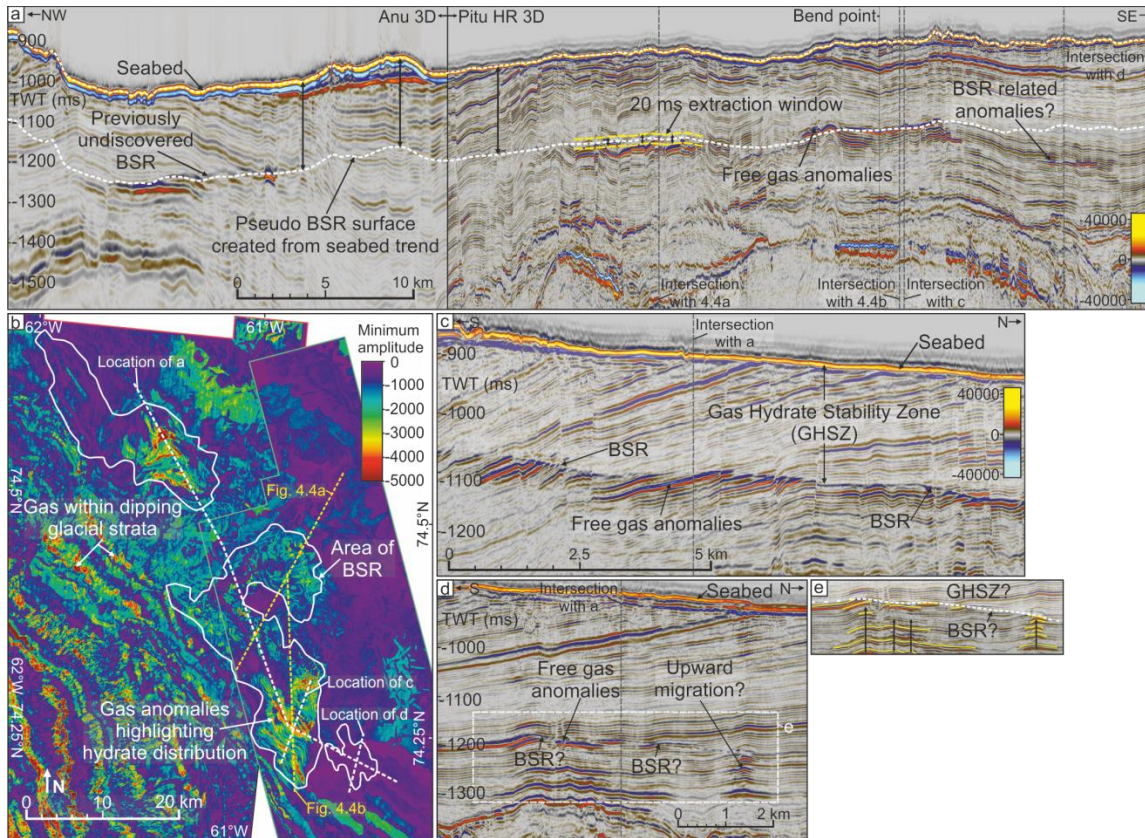 a
←NW
Anu 3D ↔ Pitu HR 3D
Bend point
SE→
-900
-1000
TWT (ms)
-1100
-1200
-1300
-1400
-1500
Seabed
Previously
undiscovered
BSR
Pseudo BSR surface
created from seabed trend
0 5 10 km
20 ms extraction window
Free gas anomalies
BSR related
anomalies?
Intersection
with d
Intersection
with 4.4a
Intersection
with 4.4b
Intersection
with c
40000
0
-40000
b
62°W
61°W
Minimum
amplitude
0
-1000
-2000
-3000
-4000
-5000
Location of a
74.5°N
Fig. 4.4a
74.5°N
Gas within dipping
glacial strata
Area of
BSR
62°W
74.25°N
Location of c
Location of d
Gas anomalies
highlighting
hydrate distribution
74.25°N
N
Fig. 4.4b
0 10 20 km
61°W
c
S
N→
-900
TWT (ms)
-1000
-1100
-1200
Intersection
with a
Seabed
Gas Hydrate Stability Zone
(GHSZ)
BSR
Free gas anomalies
BSR
0 2.5 5 km
40000
0
-40000
d
←S
N→
Intersection
with a
Seabed
TWT (ms)
-1000
-1100
-1200
-1300
Free gas
anomalies
Upward
migration?
BSR?
BSR?
e
0 1 2 km
e
GHSZ?
BSR?